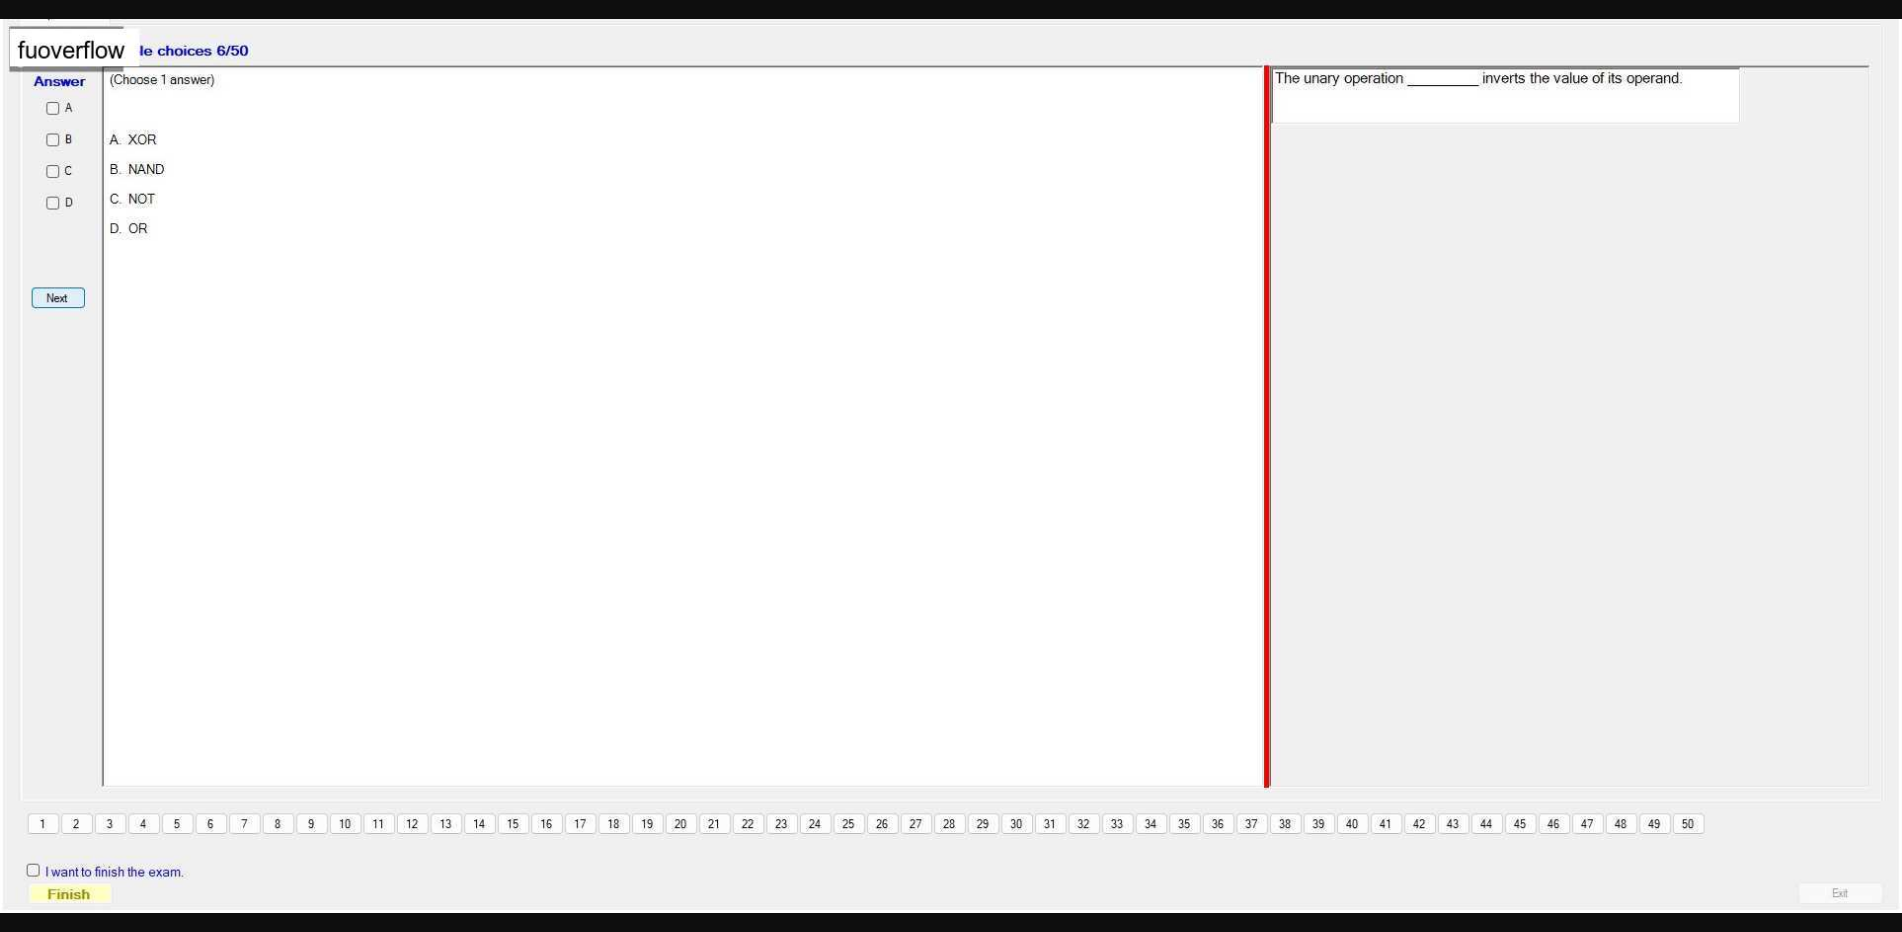 fuoverflow
le choices 6/50
Answer
(Choose 1 answer)
The unary operation _________ inverts the value of its operand.
A
B
C
D
A. XOR
B. NAND
C. NOT
D. OR
Next
1 2 3 4 5 6 7 8 9 10 11 12 13 14 15 16 17 18 19 20 21 22 23 24 25 26 27 28 29 30 31 32 33 34 35 36 37 38 39 40 41 42 43 44 45 46 47 48 49 50
I want to finish the exam.
Finish
Exit